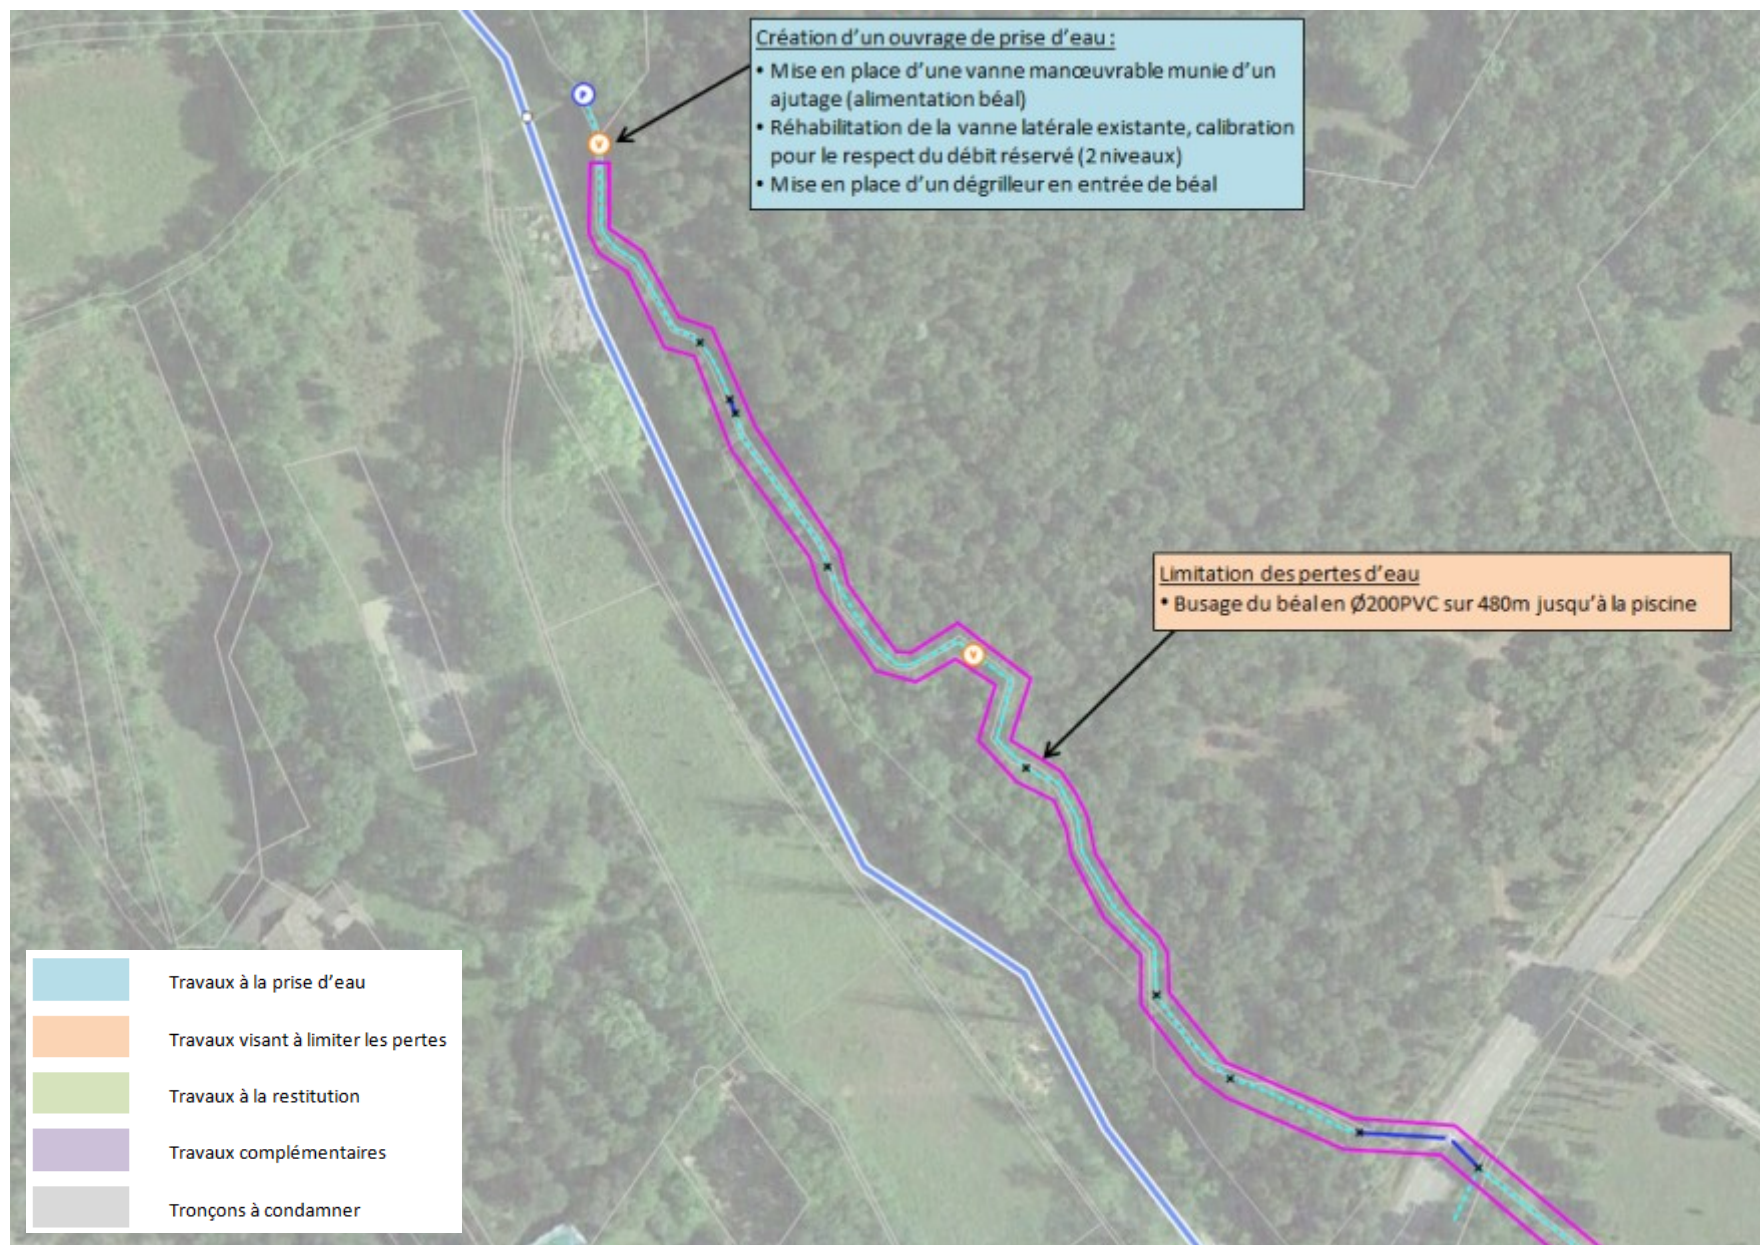 Création d'un ouvrage de prise d'eau :
• Mise en place d'une vanne manœuvrable munie d'un
ajutage (alimentation béal)
• Réhabilitation de la vanne latérale existante, calibration
pour le respect du débit réservé (2 niveaux)
• Mise en place d'un dégrilleur en entrée de béal
P
V
Limitation des pertes d'eau
• Busage du béal en Ø200PVC sur 480m jusqu'à la piscine
V
Travaux à la prise d'eau
Travaux visant à limiter les pertes
Travaux à la restitution
Travaux complémentaires
Tronçons à condamner